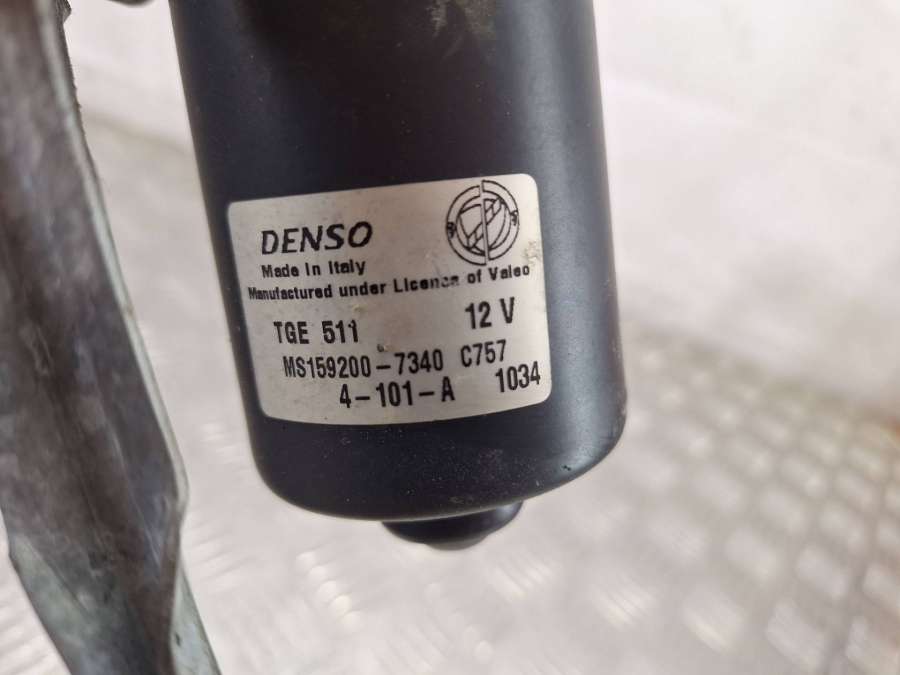 DENSO
Made in Italy
Manufactured under Licence of Valeo
TGE 511 12 V
MS159200-7340 C757
4-101-A 1034